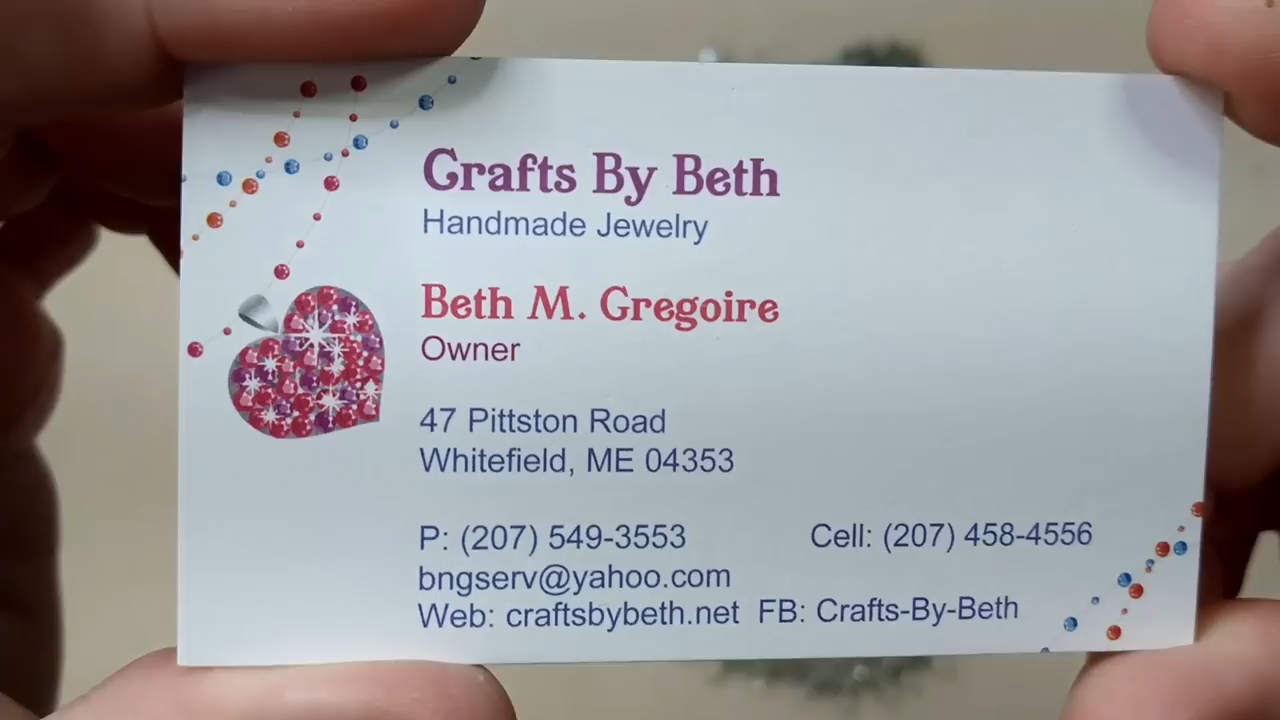 Crafts By Beth
Handmade Jewelry
Beth M. Gregoire
Owner
47 Pittston Road
Whitefield, ME 04353
P: (207) 549-3553 Cell: (207) 458-4556
bngserv@yahoo.com
Web: craftsbybeth.net FB: Crafts-By-Beth